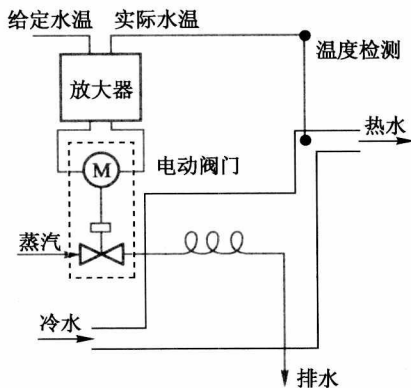 给定水温 实际水温
温度检测
放大器
热水
M 电动阀门
蒸汽
冷水
排水